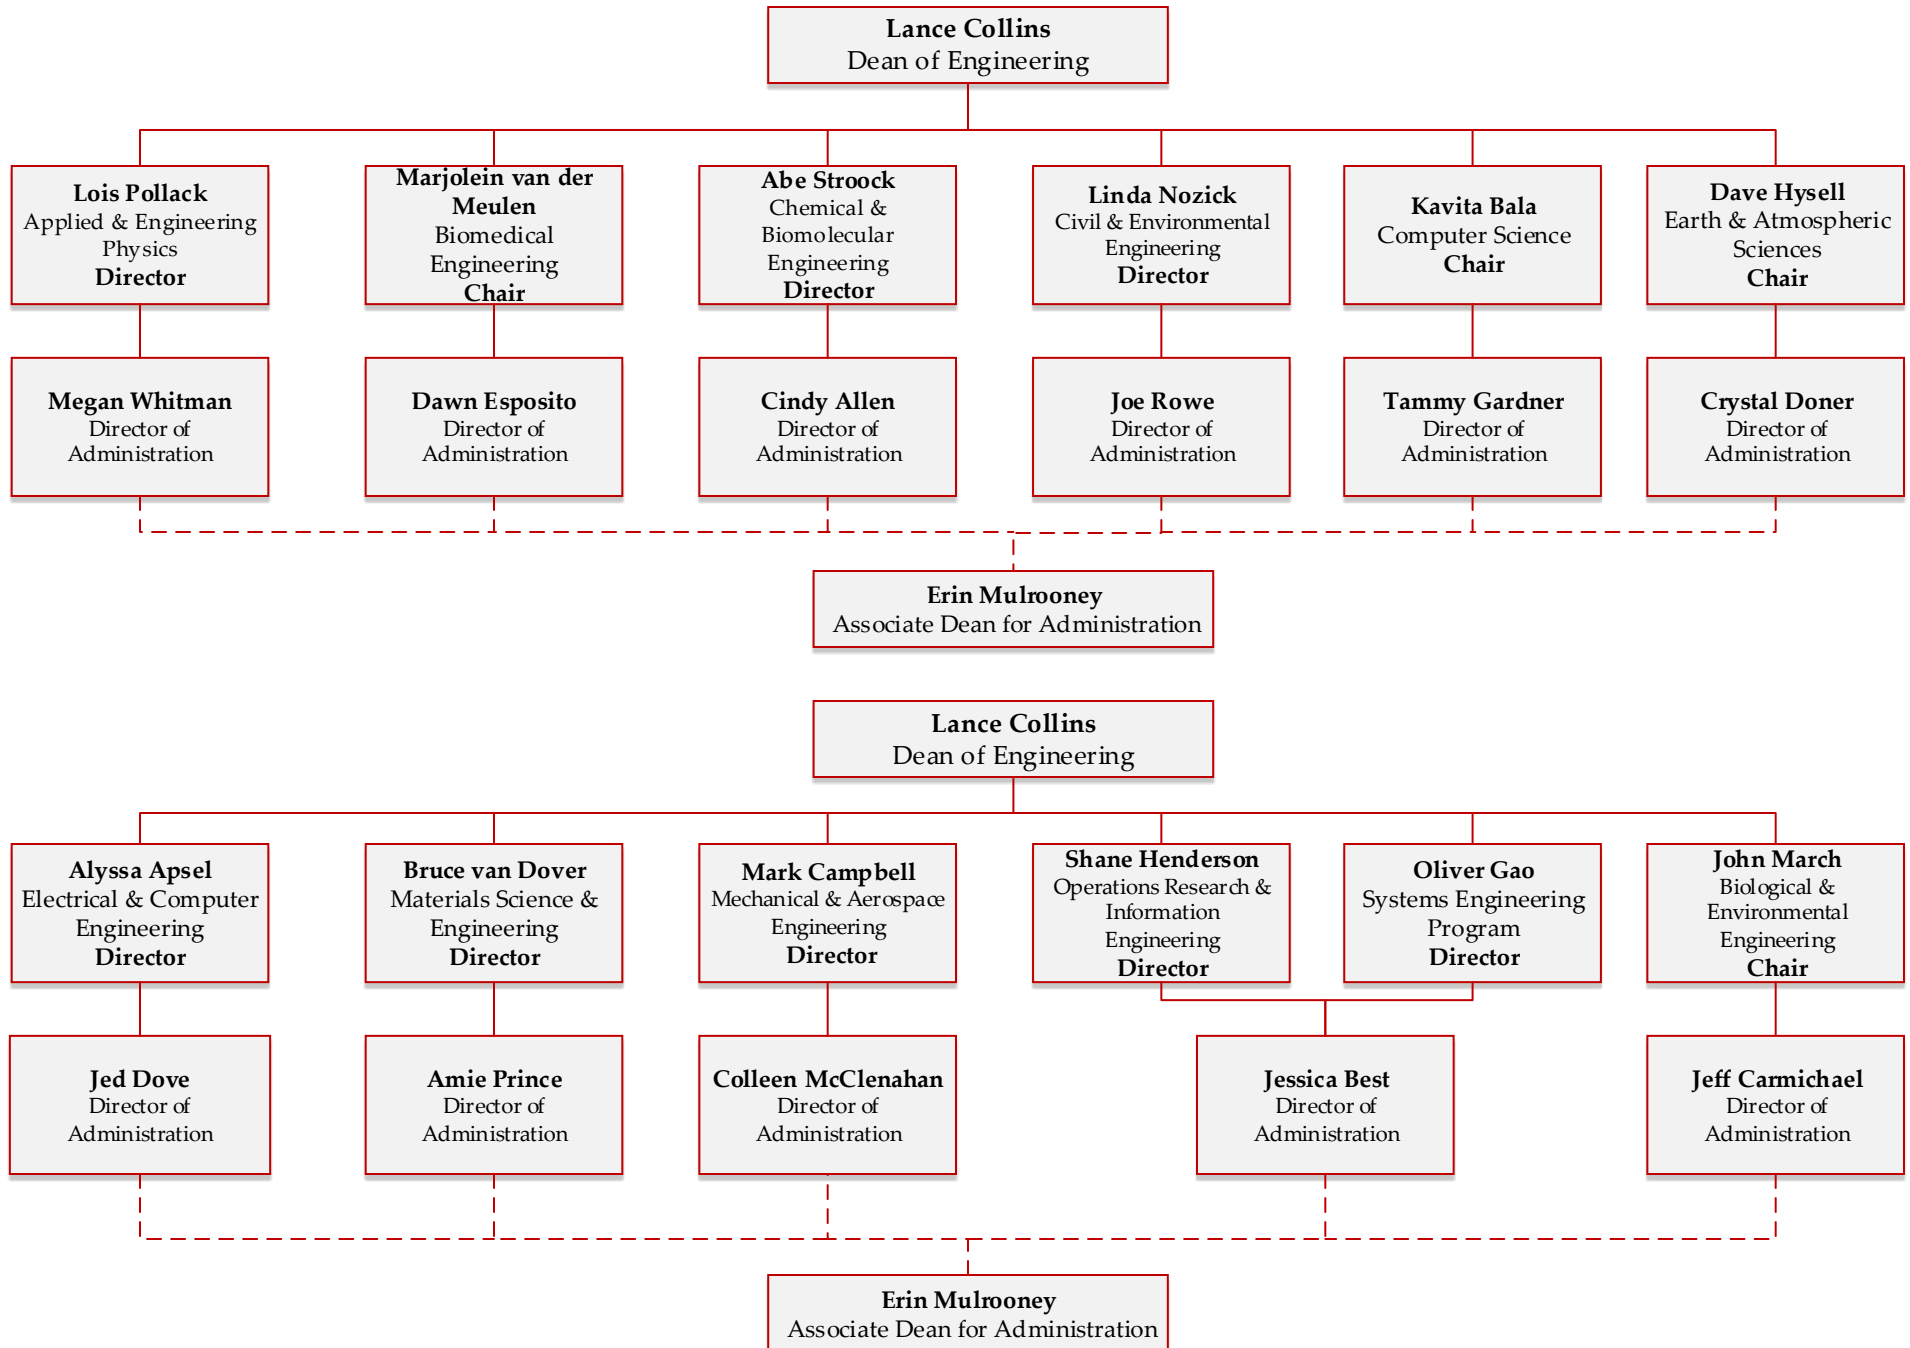 Lance Collins
Dean of Engineering
Lois Pollack
Applied & Engineering
Physics
Director
Marjolein van der
Meulen
Biomedical
Engineering
Chair
Abe Stroock
Chemical &
Biomolecular
Engineering
Director
Linda Nozick
Civil & Environmental
Engineering
Director
Kavita Bala
Computer Science
Chair
Dave Hysell
Earth & Atmospheric
Sciences
Chair
Megan Whitman
Director of
Administration
Dawn Esposito
Director of
Administration
Cindy Allen
Director of
Administration
Joe Rowe
Director of
Administration
Tammy Gardner
Director of
Administration
Crystal Doner
Director of
Administration
Erin Mulrooney
Associate Dean for Administration
Lance Collins
Dean of Engineering
Alyssa Apsel
Electrical & Computer
Engineering
Director
Bruce van Dover
Materials Science &
Engineering
Director
Mark Campbell
Mechanical & Aerospace
Engineering
Director
Shane Henderson
Operations Research &
Information
Engineering
Director
Oliver Gao
Systems Engineering
Program
Director
John March
Biological &
Environmental
Engineering
Chair
Jed Dove
Director of
Administration
Amie Prince
Director of
Administration
Colleen McClenahan
Director of
Administration
Jessica Best
Director of
Administration
Jeff Carmichael
Director of
Administration
Erin Mulrooney
Associate Dean for Administration